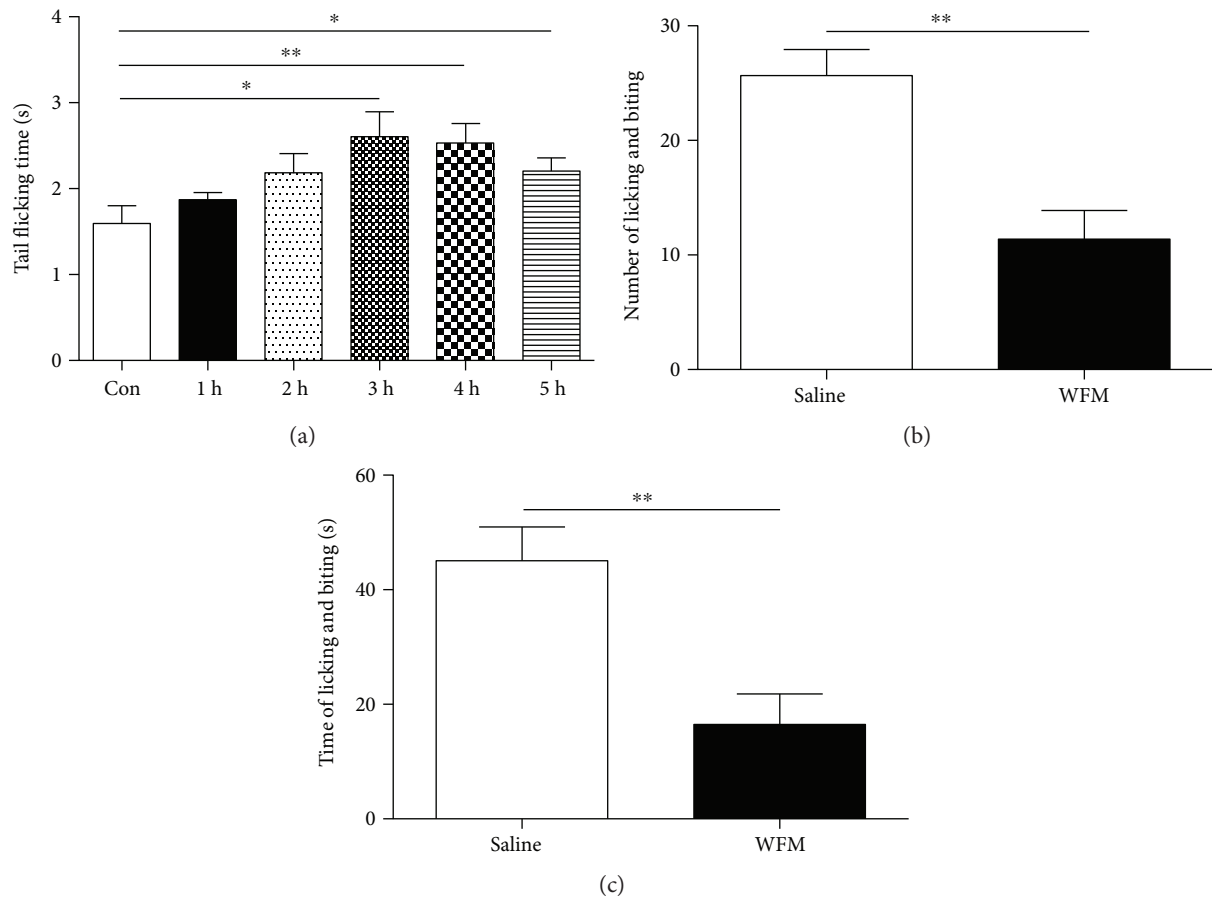 Tail flicking time (s)
4
3
2
1
0
*
**
*
Con 1 h 2 h 3 h 4 h 5 h
(a)
Number of licking and biting
30
20
10
0
**
Saline WFM
(b)
Time of licking and biting (s)
60
40
20
0
**
Saline WFM
(c)